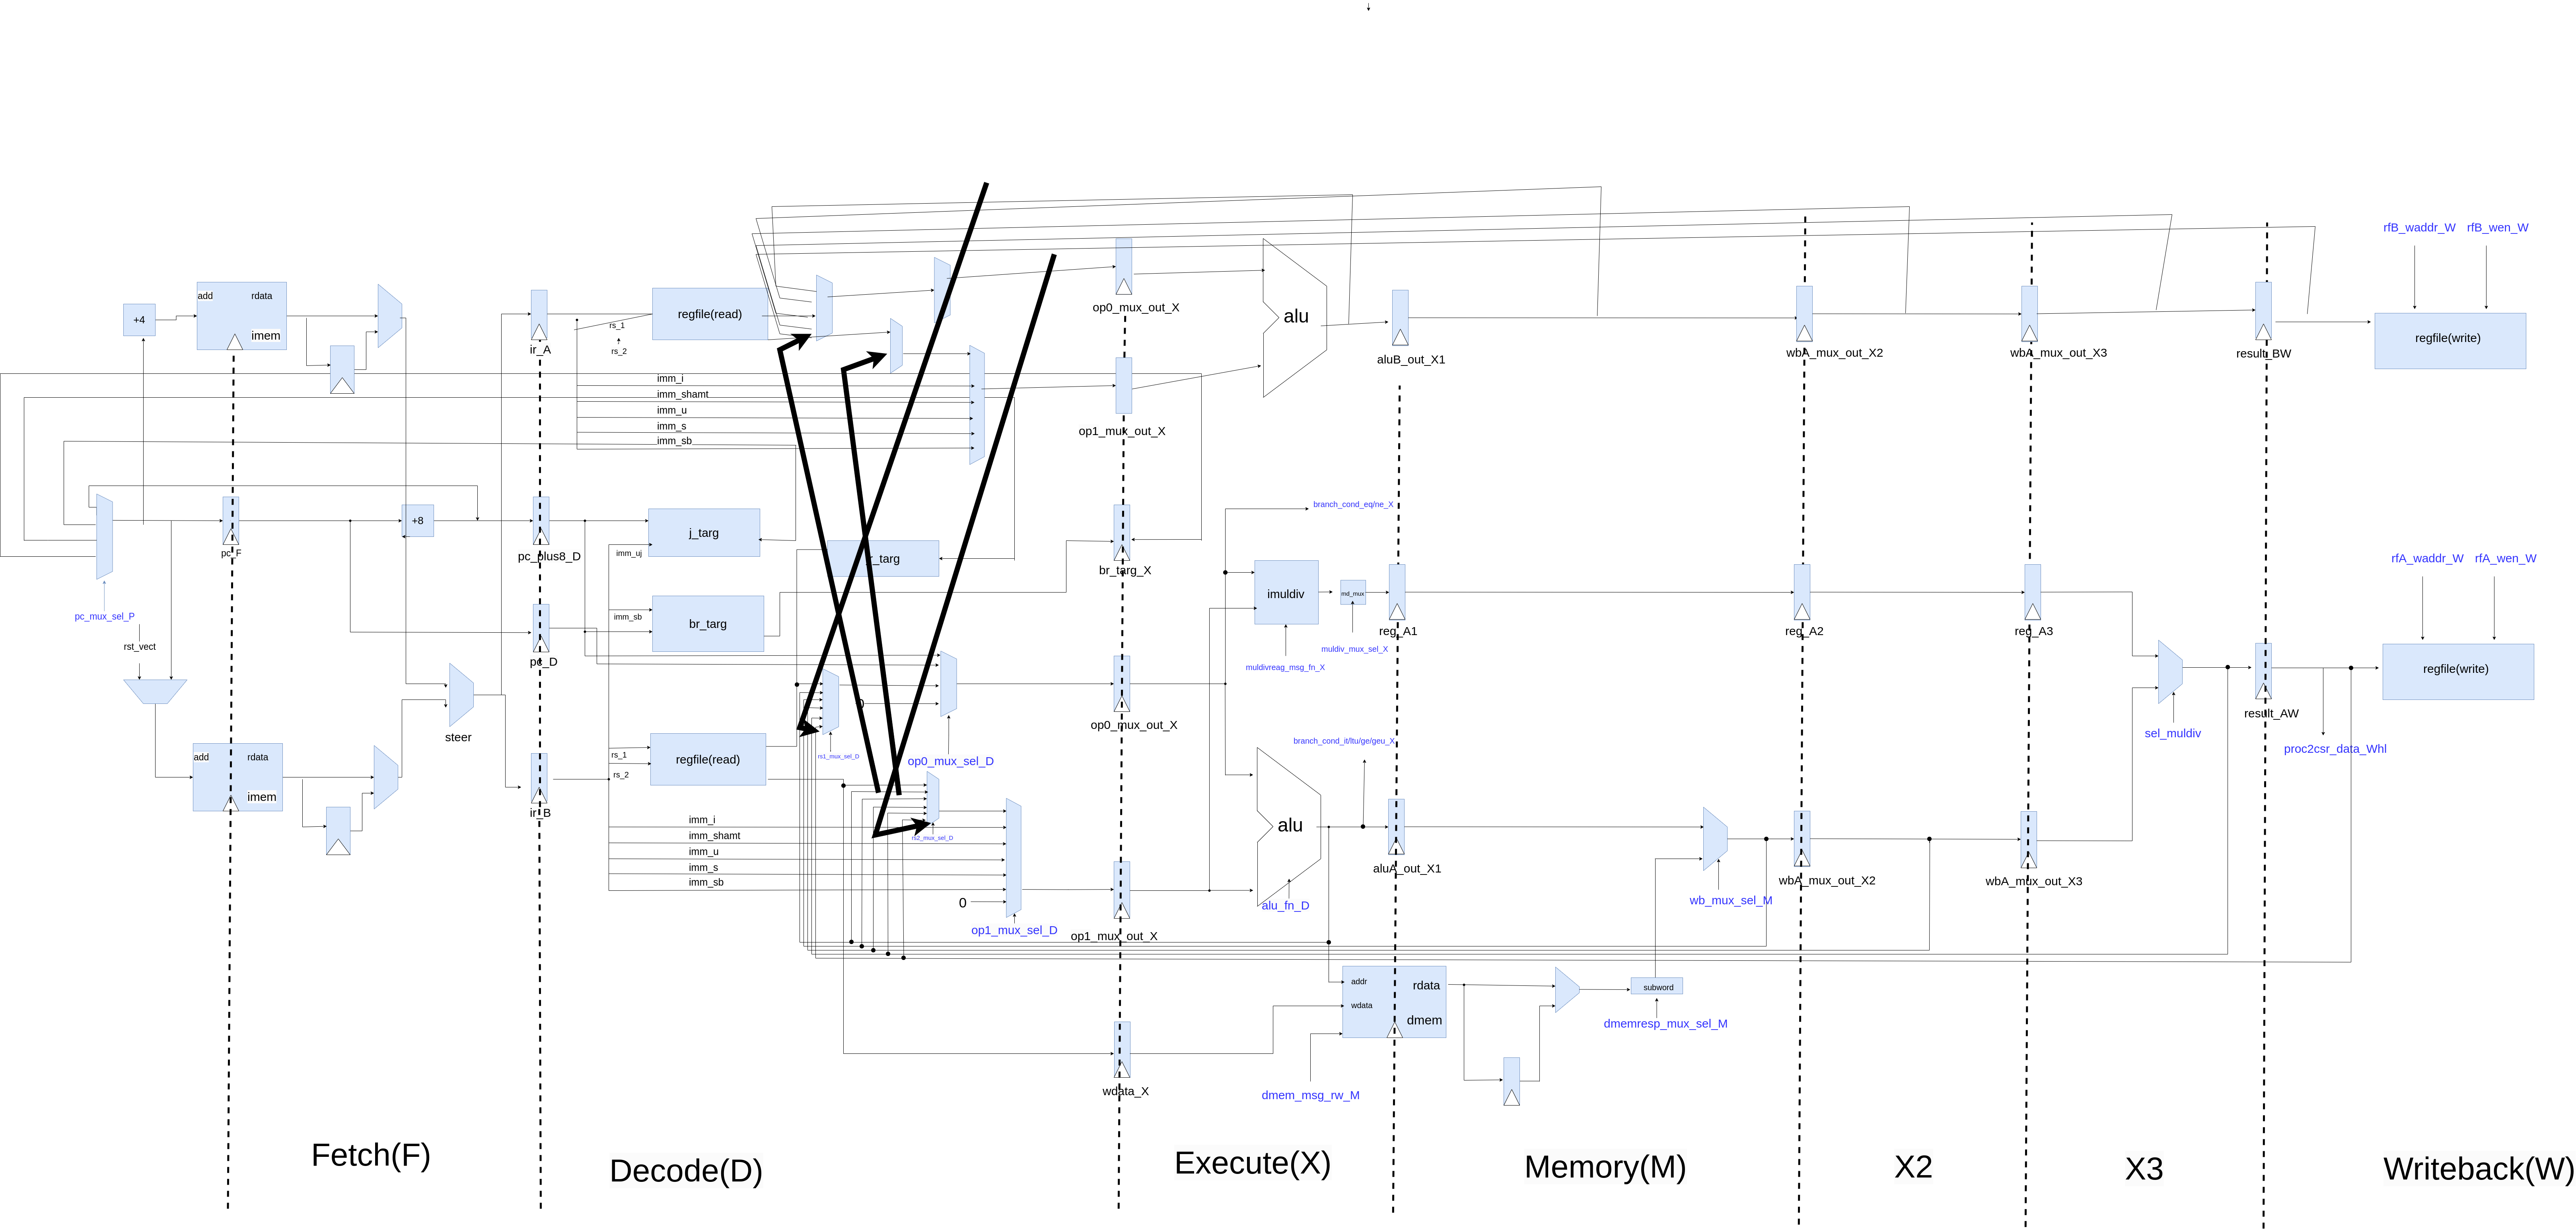 rfB_waddr_W
rfB_wen_W
add
rdata
imem
+4
regfile(read)
rs_1
rs_2
ir_A
op0_mux_out_X
alu
aluB_out_X1
wbA_mux_out_X2
wbA_mux_out_X3
result_BW
regfile(write)
imm_i
imm_shamt
imm_u
imm_s
imm_sb
op1_mux_out_X
branch_cond_eq/ne_X
+8
j_targ
pc_F
pc_plus8_D
imm_uj
br_targ_X
rfA_waddr_W
rfA_wen_W
imuldiv
md_mux
pc_mux_sel_P
imm_sb
br_targ
reg_A1
reg_A2
reg_A3
rst_vect
pc_D
muldiv_mux_sel_X
muldivreag_msg_fn_X
regfile(write)
steer
op0_mux_out_X
result_AW
sel_muldiv
branch_cond_it/ltu/ge/geu_X
proc2csr_data_Whl
add
rdata
imem
rs_1
regfile(read)
rs1_mux_sel_D
op0_mux_sel_D
rs_2
ir_B
imm_i
imm_shamt
imm_u
imm_s
imm_sb
rs2_mux_sel_D
alu
aluA_out_X1
wbA_mux_out_X2
wbA_mux_out_X3
0
alu_fn_D
wb_mux_sel_M
op1_mux_sel_D
op1_mux_out_X
addr
rdata
wdata
dmem
subword
dmemresp_mux_sel_M
wdata_X
dmem_msg_rw_M
Fetch(F)
Decode(D)
Execute(X)
Memory(M)
X2
X3
Writeback(W)